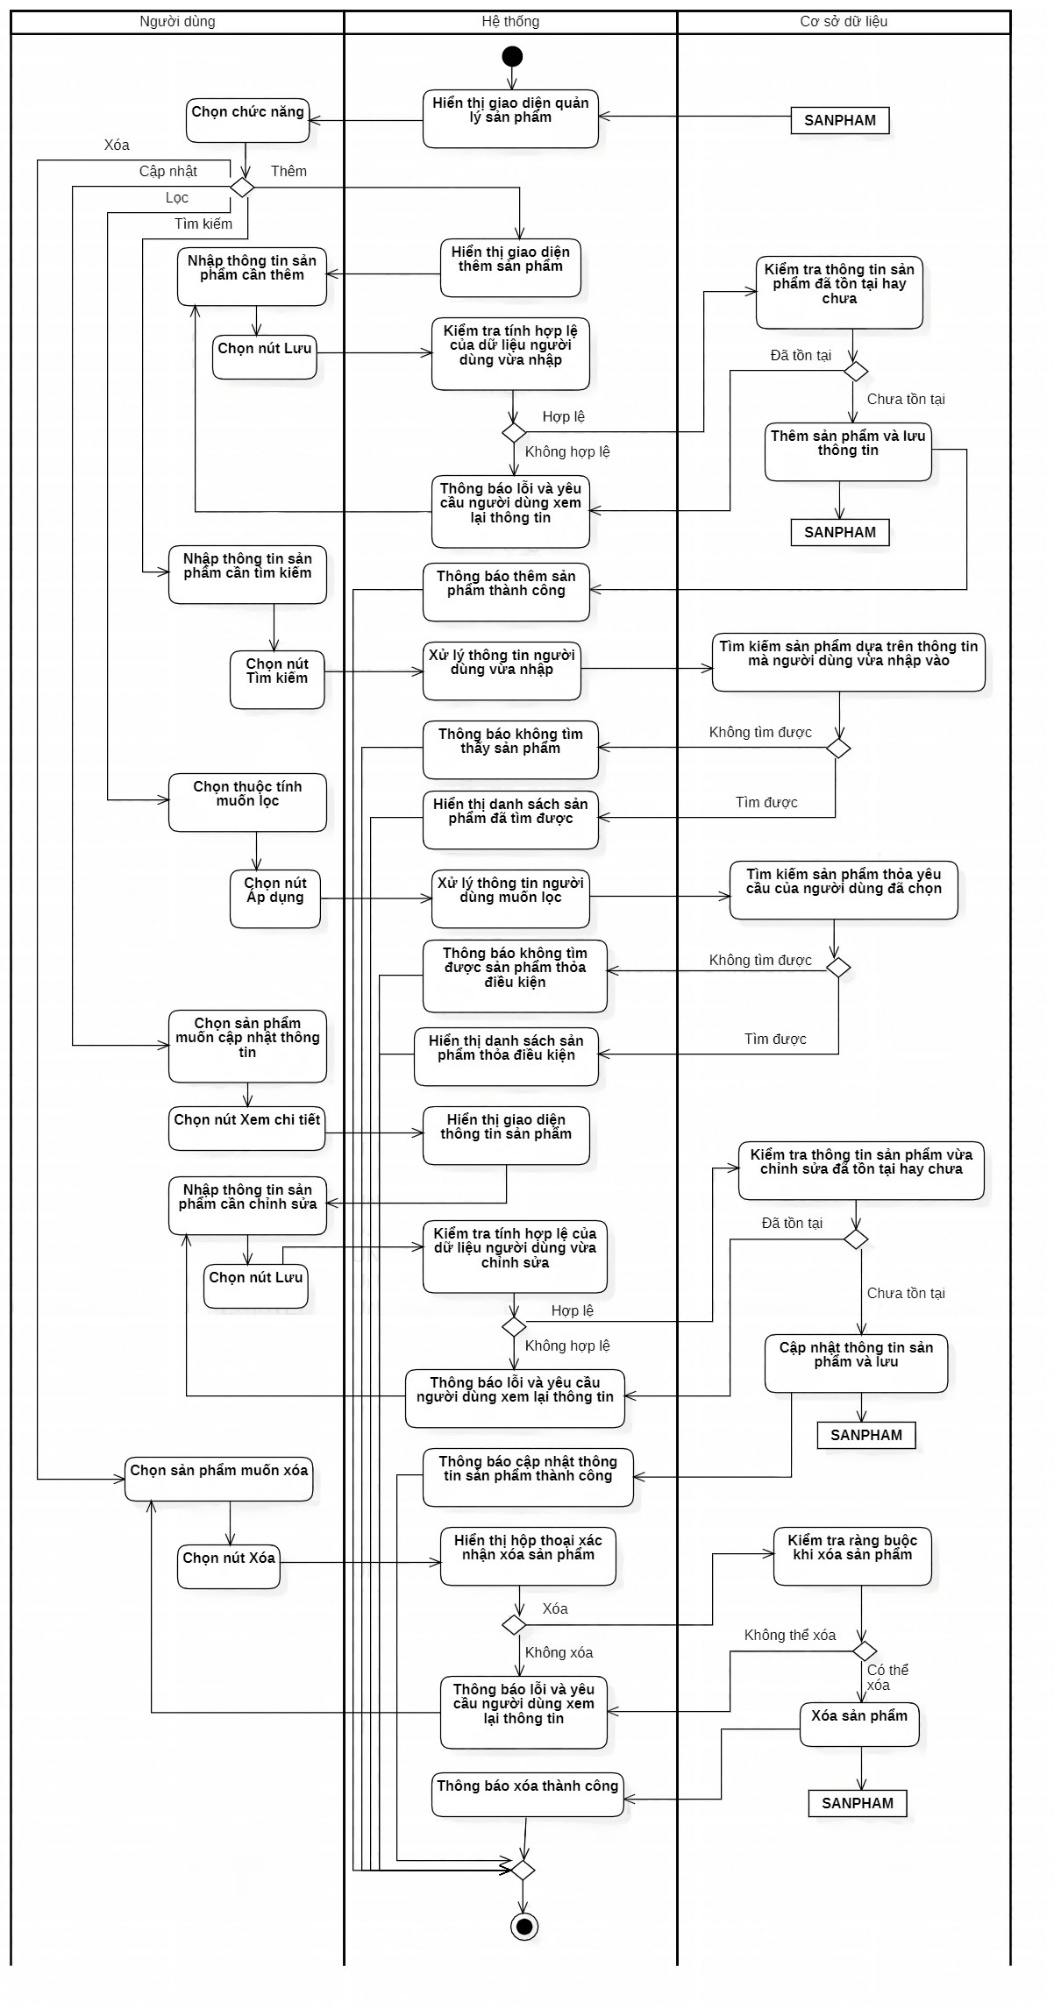 Người dùng
Hệ thống
Cơ sở dữ liệu
Hiển thị giao diện quản
lý sản phẩm
Chọn chức năng
SANPHAM
Xóa
Cập nhật
Thêm
Lọc
Tìm kiếm
Hiển thị giao diện
thêm sản phẩm
Nhập thông tin sản
phẩm cần thêm
Kiểm tra thông tin sản
phẩm đã tồn tại hay
chưa
Chọn nút Lưu
Kiểm tra tính hợp lệ
của dữ liệu người
dùng vừa nhập
Đã tồn tại
Chưa tồn tại
Hợp lệ
Không hợp lệ
Thêm sản phẩm và lưu
thông tin
Thông báo lỗi và yêu
cầu người dùng xem
lại thông tin
SANPHAM
Nhập thông tin sản
phẩm cần tìm kiếm
Thông báo thêm sản
phẩm thành công
Chọn nút
Tìm kiếm
Xử lý thông tin người
dùng vừa nhập
Tìm kiếm sản phẩm dựa trên thông tin
mà người dùng vừa nhập vào
Thông báo không tìm
thấy sản phẩm
Không tìm được
Chọn thuộc tính
muốn lọc
Hiển thị danh sách sản
phẩm đã tìm được
Tìm được
Chọn nút
Áp dụng
Xử lý thông tin người
dùng muốn lọc
Tìm kiếm sản phẩm thỏa yêu
cầu của người dùng đã chọn
Thông báo không tìm
được sản phẩm thỏa
điều kiện
Không tìm được
Chọn sản phẩm
muốn cập nhật thông
tin
Hiển thị danh sách sản
phẩm thỏa điều kiện
Tìm được
Chọn nút Xem chi tiết
Hiển thị giao diện
thông tin sản phẩm
Kiểm tra thông tin sản phẩm vừa
chỉnh sửa đã tồn tại hay chưa
Nhập thông tin sản
phẩm cần chỉnh sửa
Đã tồn tại
Kiểm tra tính hợp lệ của
dữ liệu người dùng vừa
chỉnh sửa
Chọn nút Lưu
Chưa tồn tại
Hợp lệ
Không hợp lệ
Cập nhật thông tin sản
phẩm và lưu
Thông báo lỗi và yêu cầu
người dùng xem lại thông tin
SANPHAM
Chọn sản phẩm muốn xóa
Thông báo cập nhật thông
tin sản phẩm thành công
Chọn nút Xóa
Hiển thị hộp thoại xác
nhận xóa sản phẩm
Kiểm tra ràng buộc
khi xóa sản phẩm
Xóa
Không thể xóa
Không xóa
Có thể
xóa
Thông báo lỗi và yêu
cầu người dùng xem
lại thông tin
Xóa sản phẩm
Thông báo xóa thành công
SANPHAM